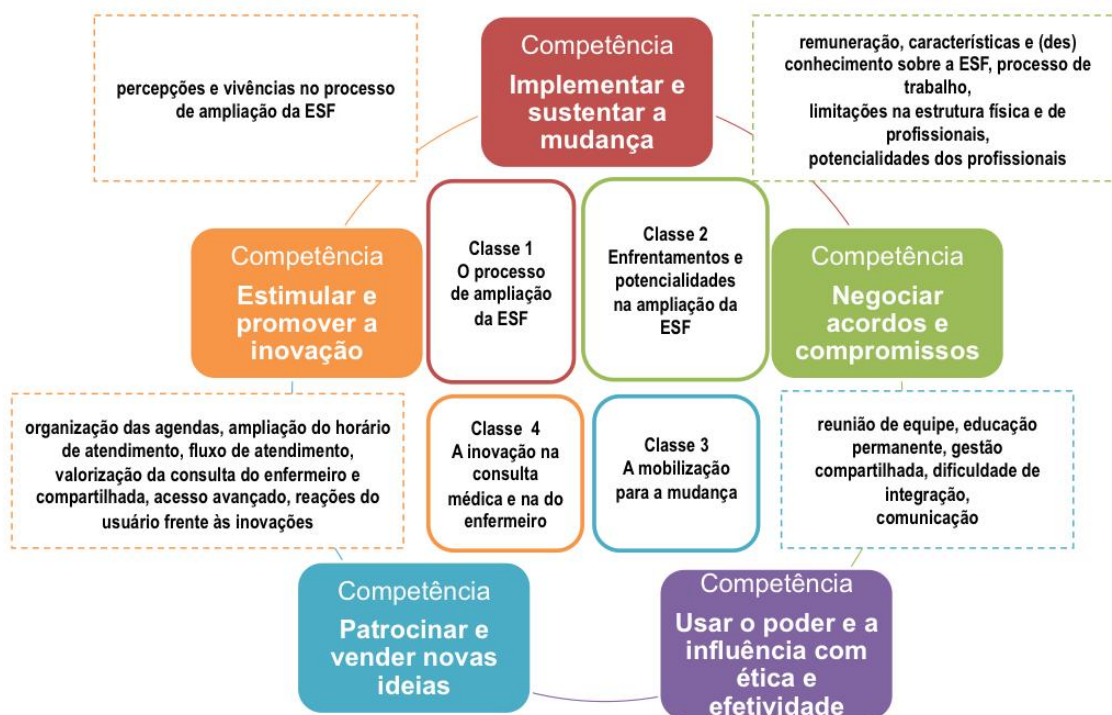 percepções e vivências no processo
de ampliação da ESF
Competência
Implementar e
sustentar a
mudança
remuneração, características e (des)
conhecimento sobre a ESF, processo de
trabalho,
limitações na estrutura física e de
profissionais,
potencialidades dos profissionais
Competência
Estimular e
promover a
inovação
Classe 1
O processo
de ampliação
da ESF
Classe 2
Enfrentamentos e
potencialidades
na ampliação da
ESF
Competência
Negociar
acordos e
compromissos
organização das agendas, ampliação do horário
de atendimento, fluxo de atendimento,
valorização da consulta do enfermeiro e
compartilhada, acesso avançado, reações do
usuário frente às inovações
Classe 4
A inovação na
consulta
médica e na do
enfermeiro
Classe 3
A mobilização
para a mudança
reunião de equipe, educação
permanente, gestão
compartilhada, dificuldade de
integração,
comunicação
Competência
Patrocinar e
vender novas
ideias
Competência
Usar o poder e a
influência com
ética e
efetividade